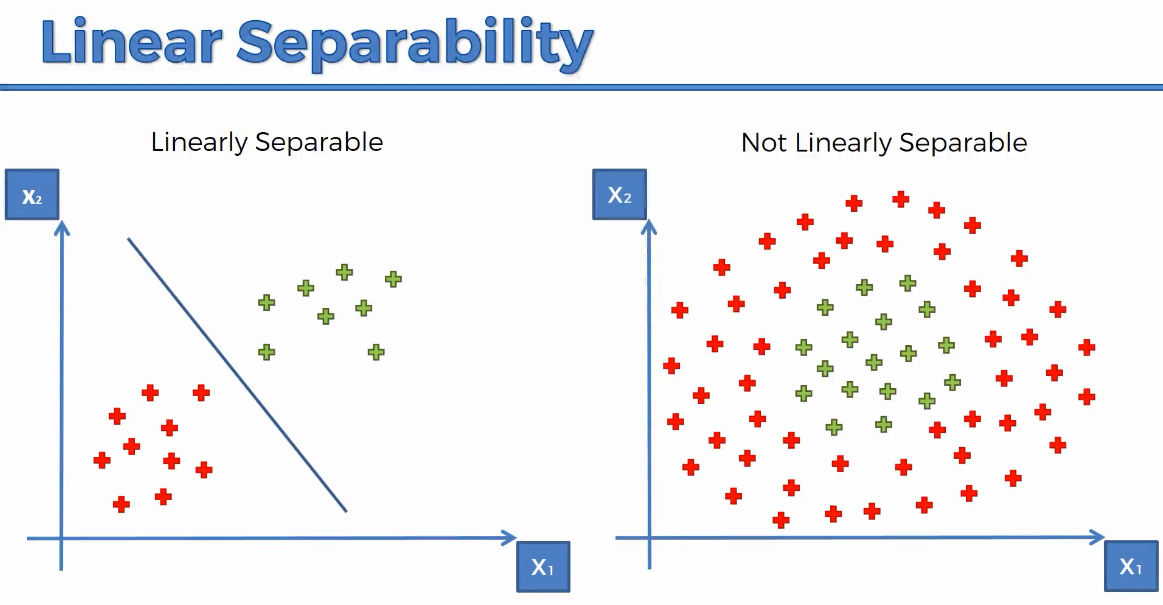 Linear Separability
Linearly Separable
Not Linearly Separable
X2
X2
X1
X1